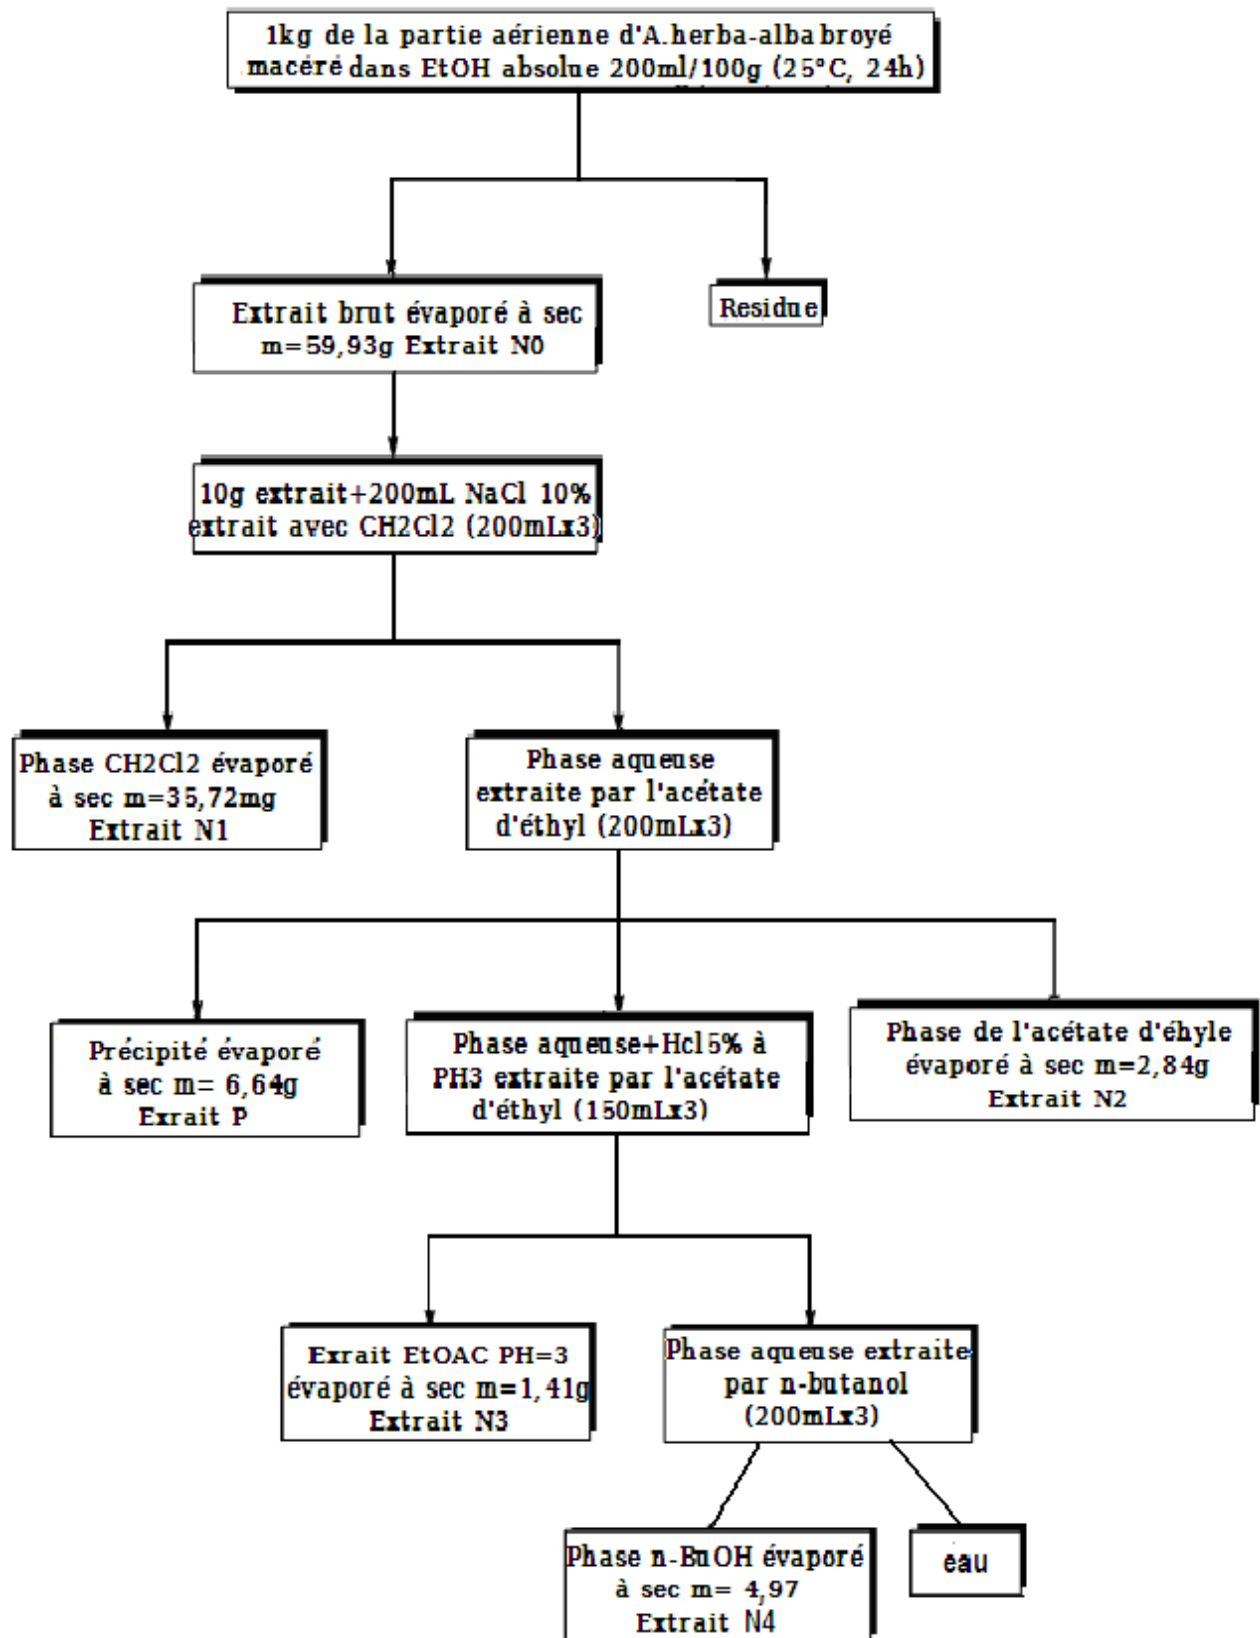 1kg de la partie aérienne d'A.herba-alba broyé
macéré dans EtOH absolue 200ml/100g (25°C, 24h)
Extrait brut évaporé à sec
m=59,93g Extrait N0
Residue
10g extrait+200mL NaCl 10%
extrait avec CH2Cl2 (200mLx3)
Phase CH2Cl2 évaporé
à sec m=35,72mg
Extrait N1
Phase aqueuse
extraite par l'acétate
d'éthyl (200mLx3)
Précipité évaporé
à sec m= 6,64g
Exrait P
Phase aqueuse+Hcl5% à
PH3 extraite par l'acétate
d'éthyl (150mLx3)
Phase de l'acétate d'éhyle
évaporé à sec m=2,84g
Extrait N2
Exrait EtOAC PH=3
évaporé à sec m=1,41g
Extrait N3
Phase aqueuse extraite
par n-butanol
(200mLx3)
Phase n-BuOH évaporé
à sec m= 4,97
Extrait N4
eau